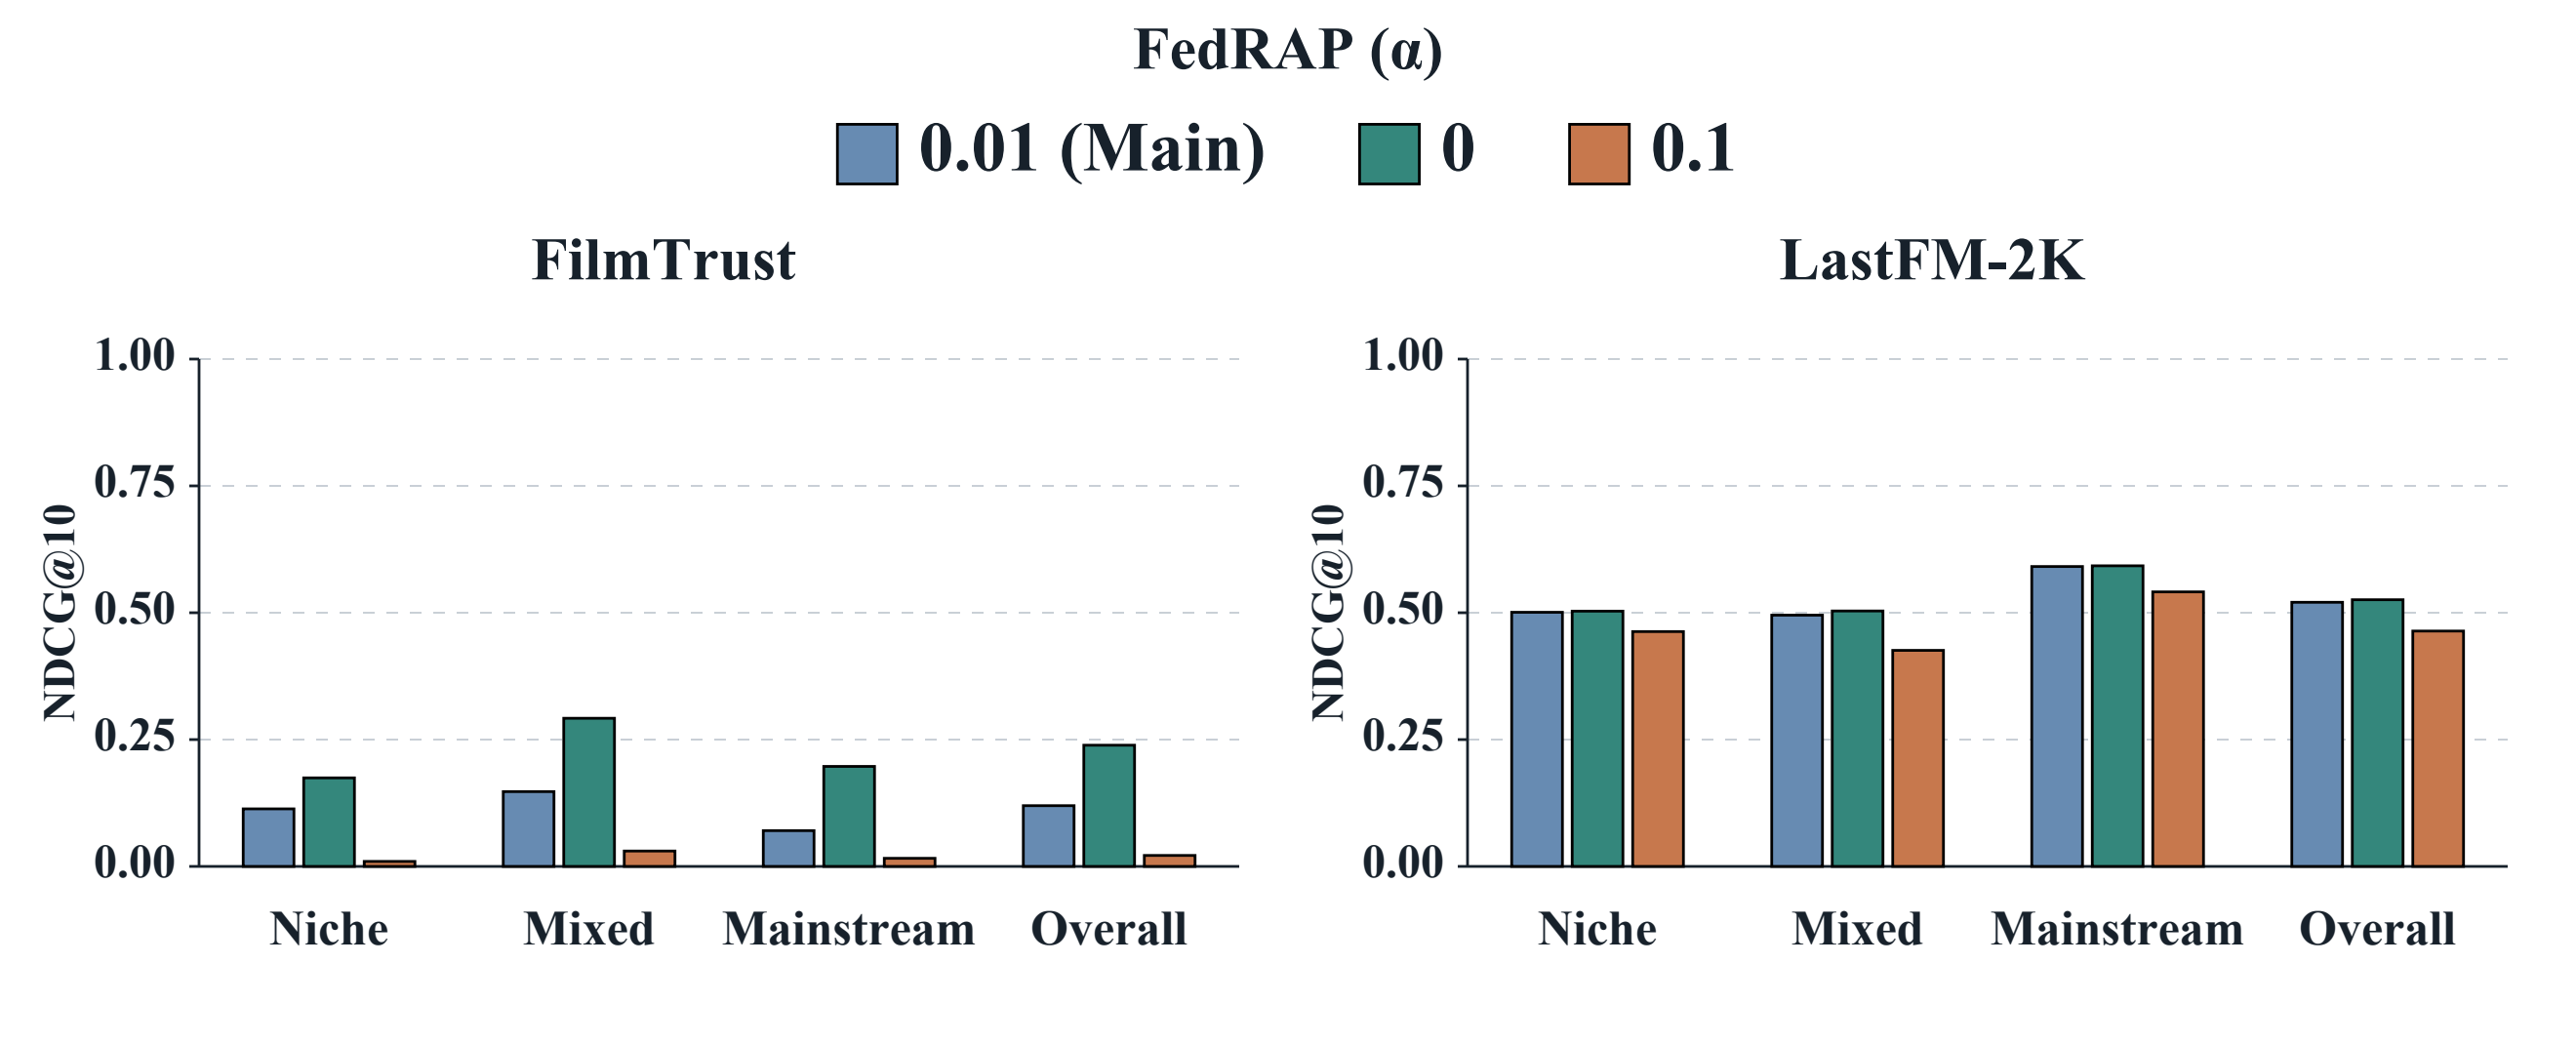 FedRAP (α)
0.01 (Main) 0 0.1
FilmTrust
NDCG@10
1.00
0.75
0.50
0.25
0.00
Niche Mixed Mainstream Overall
LastFM-2K
NDCG@10
1.00
0.75
0.50
0.25
0.00
Niche Mixed Mainstream Overall